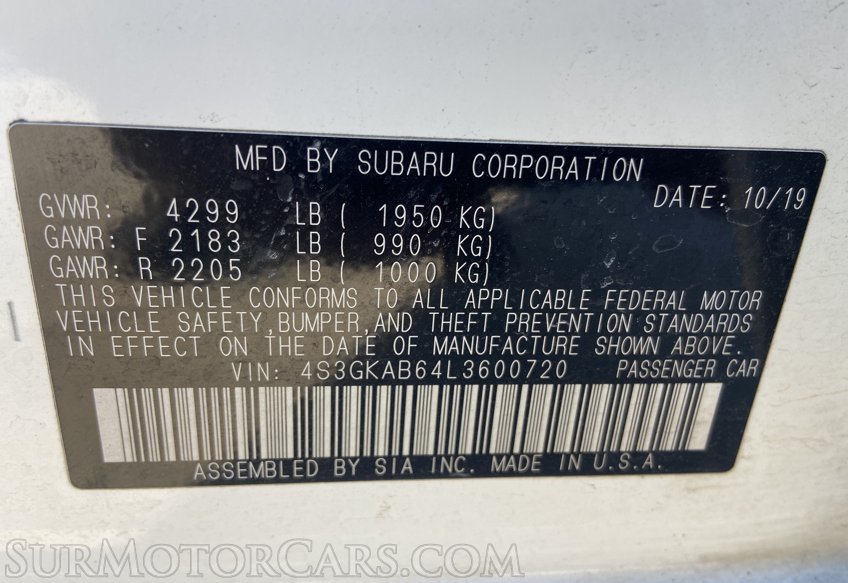 MFD BY SUBARU CORPORATION
DATE: 10/19
GVWR: 4299 LB ( 1950 KG)
GAWR: F 2183 LB ( 990 KG)
GAWR: R 2205 LB ( 1000 KG)
THIS VEHICLE CONFORMS TO ALL APPLICABLE FEDERAL MOTOR
VEHICLE SAFETY,BUMPER,AND THEFT PREVENTION STANDARDS
IN EFFECT ON THE DATE OF MANUFACTURE SHOWN ABOVE.
VIN: 4S3GKAB64L3600720 PASSENGER CAR
ASSEMBLED BY SIA INC. MADE IN U.S.A.
SurMotorCars.com